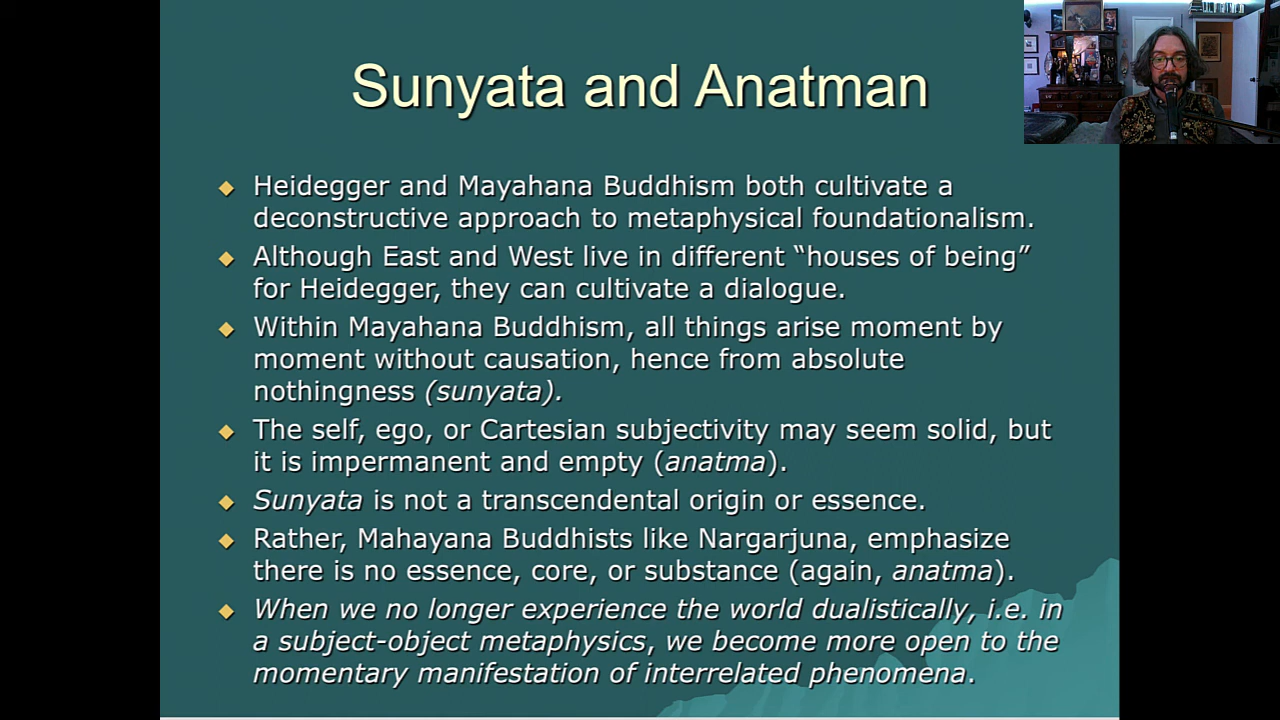 Sunyata and Anatman
Heidegger and Mayahana Buddhism both cultivate a
deconstructive approach to metaphysical foundationalism.
Although East and West live in different “houses of being”
for Heidegger, they can cultivate a dialogue.
Within Mayahana Buddhism, all things arise moment by
moment without causation, hence from absolute
nothingness (sunyata).
The self, ego, or Cartesian subjectivity may seem solid, but
it is impermanent and empty (anatma).
Sunyata is not a transcendental origin or essence.
Rather, Mahayana Buddhists like Nargarjuna, emphasize
there is no essence, core, or substance (again, anatma).
When we no longer experience the world dualistically, i.e. in
a subject-object metaphysics, we become more open to the
momentary manifestation of interrelated phenomena.